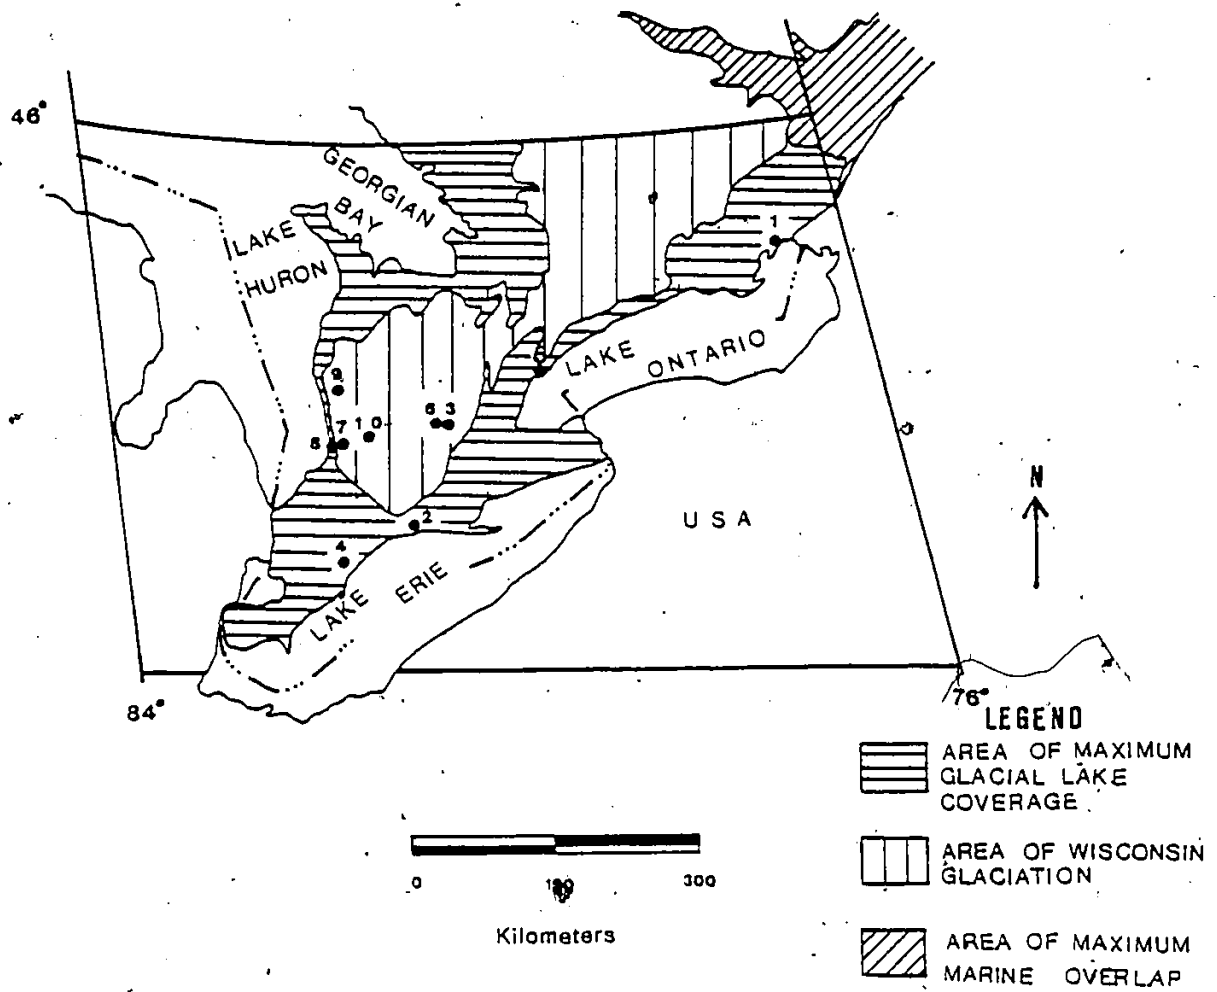 46°
GEORGIAN
BAY
LAKE
HURON
1
LAKE
ONTARIO
9
6 3
7 10
2
4
USA
N
LAKE ERIE
84°
76°
LEGEND
AREA OF MAXIMUM
GLACIAL LAKE
COVERAGE
AREA OF WISCONSIN
GLACIATION
AREA OF MAXIMUM
MARINE OVERLAP
0
300
Kilometers